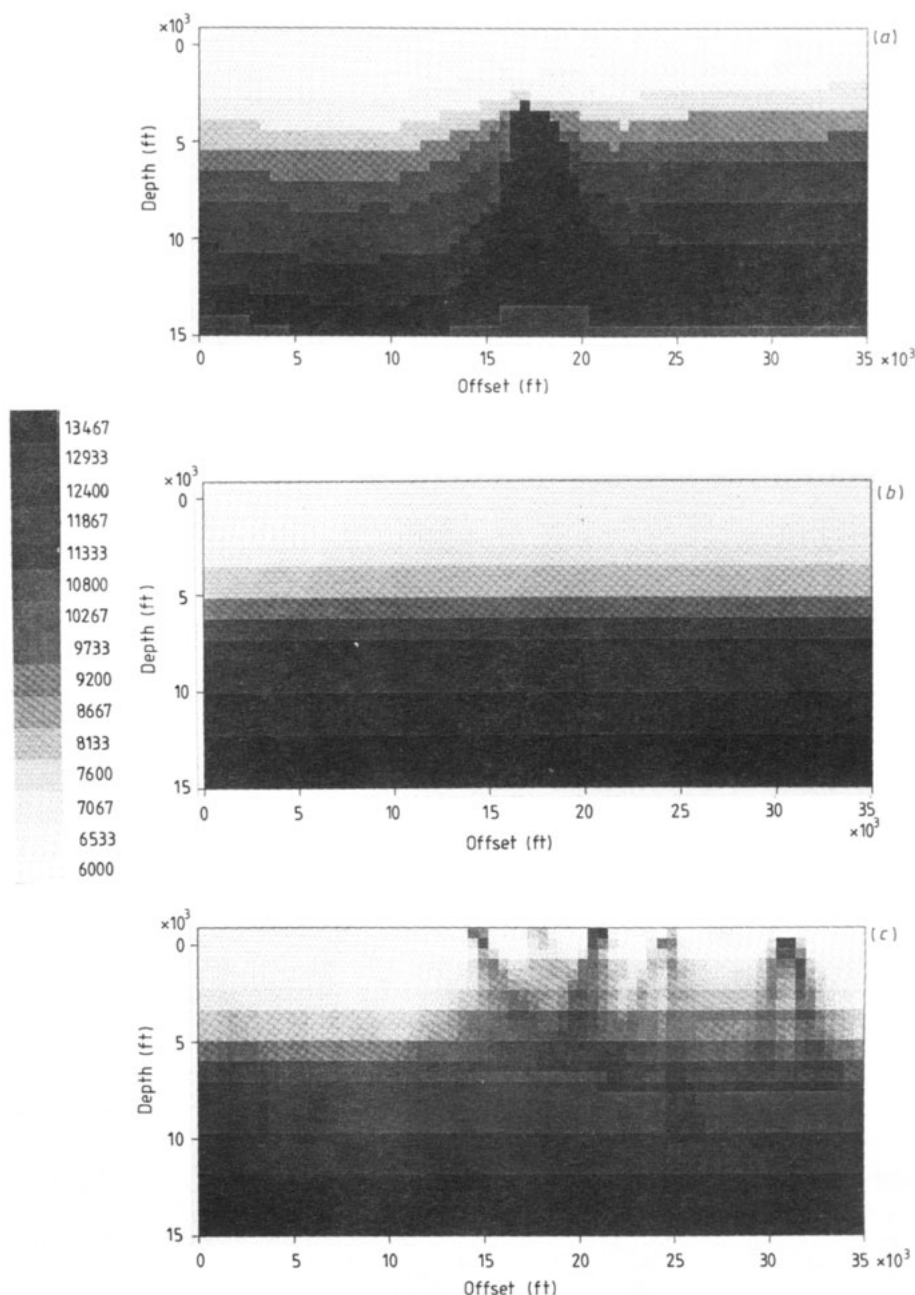 ×10³
(a)
0
5
10
15
Depth (ft)
0 5 10 15 20 25 30 35 ×10³
Offset (ft)
13467
12933
12400
11867
11333
10800
10267
9733
9200
8667
8133
7600
7067
6533
6000
×10³
(b)
0
5
10
15
Depth (ft)
0 5 10 15 20 25 30 35
×10³
Offset (ft)
×10³
(c)
0
5
10
15
Depth (ft)
0 5 10 15 20 25 30 35 ×10³
Offset (ft)